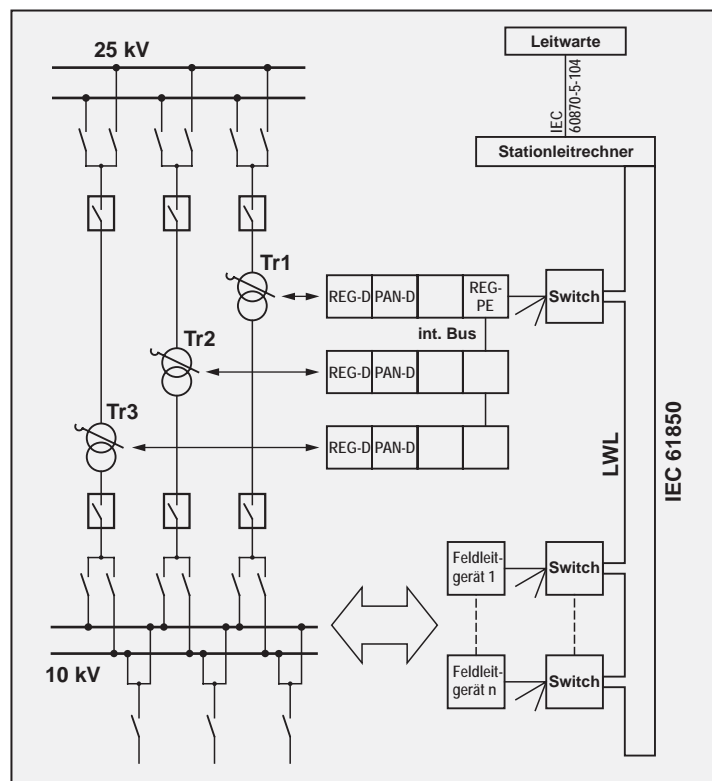 25 kV
Leitwarte
IEC
60870-5-104
Stationleitrechner
Tr1
REG-D
PAN-D
REG-
PE
Switch
int. Bus
Tr2
REG-D
PAN-D
Tr3
REG-D
PAN-D
LWL
IEC 61850
Feldleit-
gerät 1
Switch
10 kV
Feldleit-
gerät n
Switch